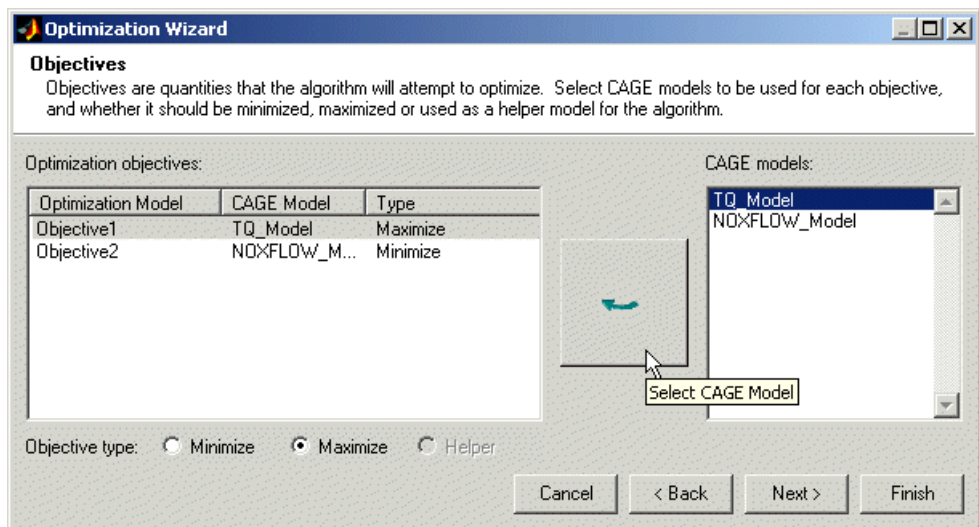 Optimization Wizard
Objectives
Objectives are quantities that the algorithm will attempt to optimize. Select CAGE models to be used for each objective,
and whether it should be minimized, maximized or used as a helper model for the algorithm.
Optimization objectives:
CAGE models:
Optimization Model CAGE Model Type
Objective1 TQ_Model Maximize
Objective2 NOXFLOW_M... Minimize
TQ_Model
NOXFLOW_Model
Select CAGE Model
Objective type: Minimize Maximize Helper
Cancel < Back Next > Finish